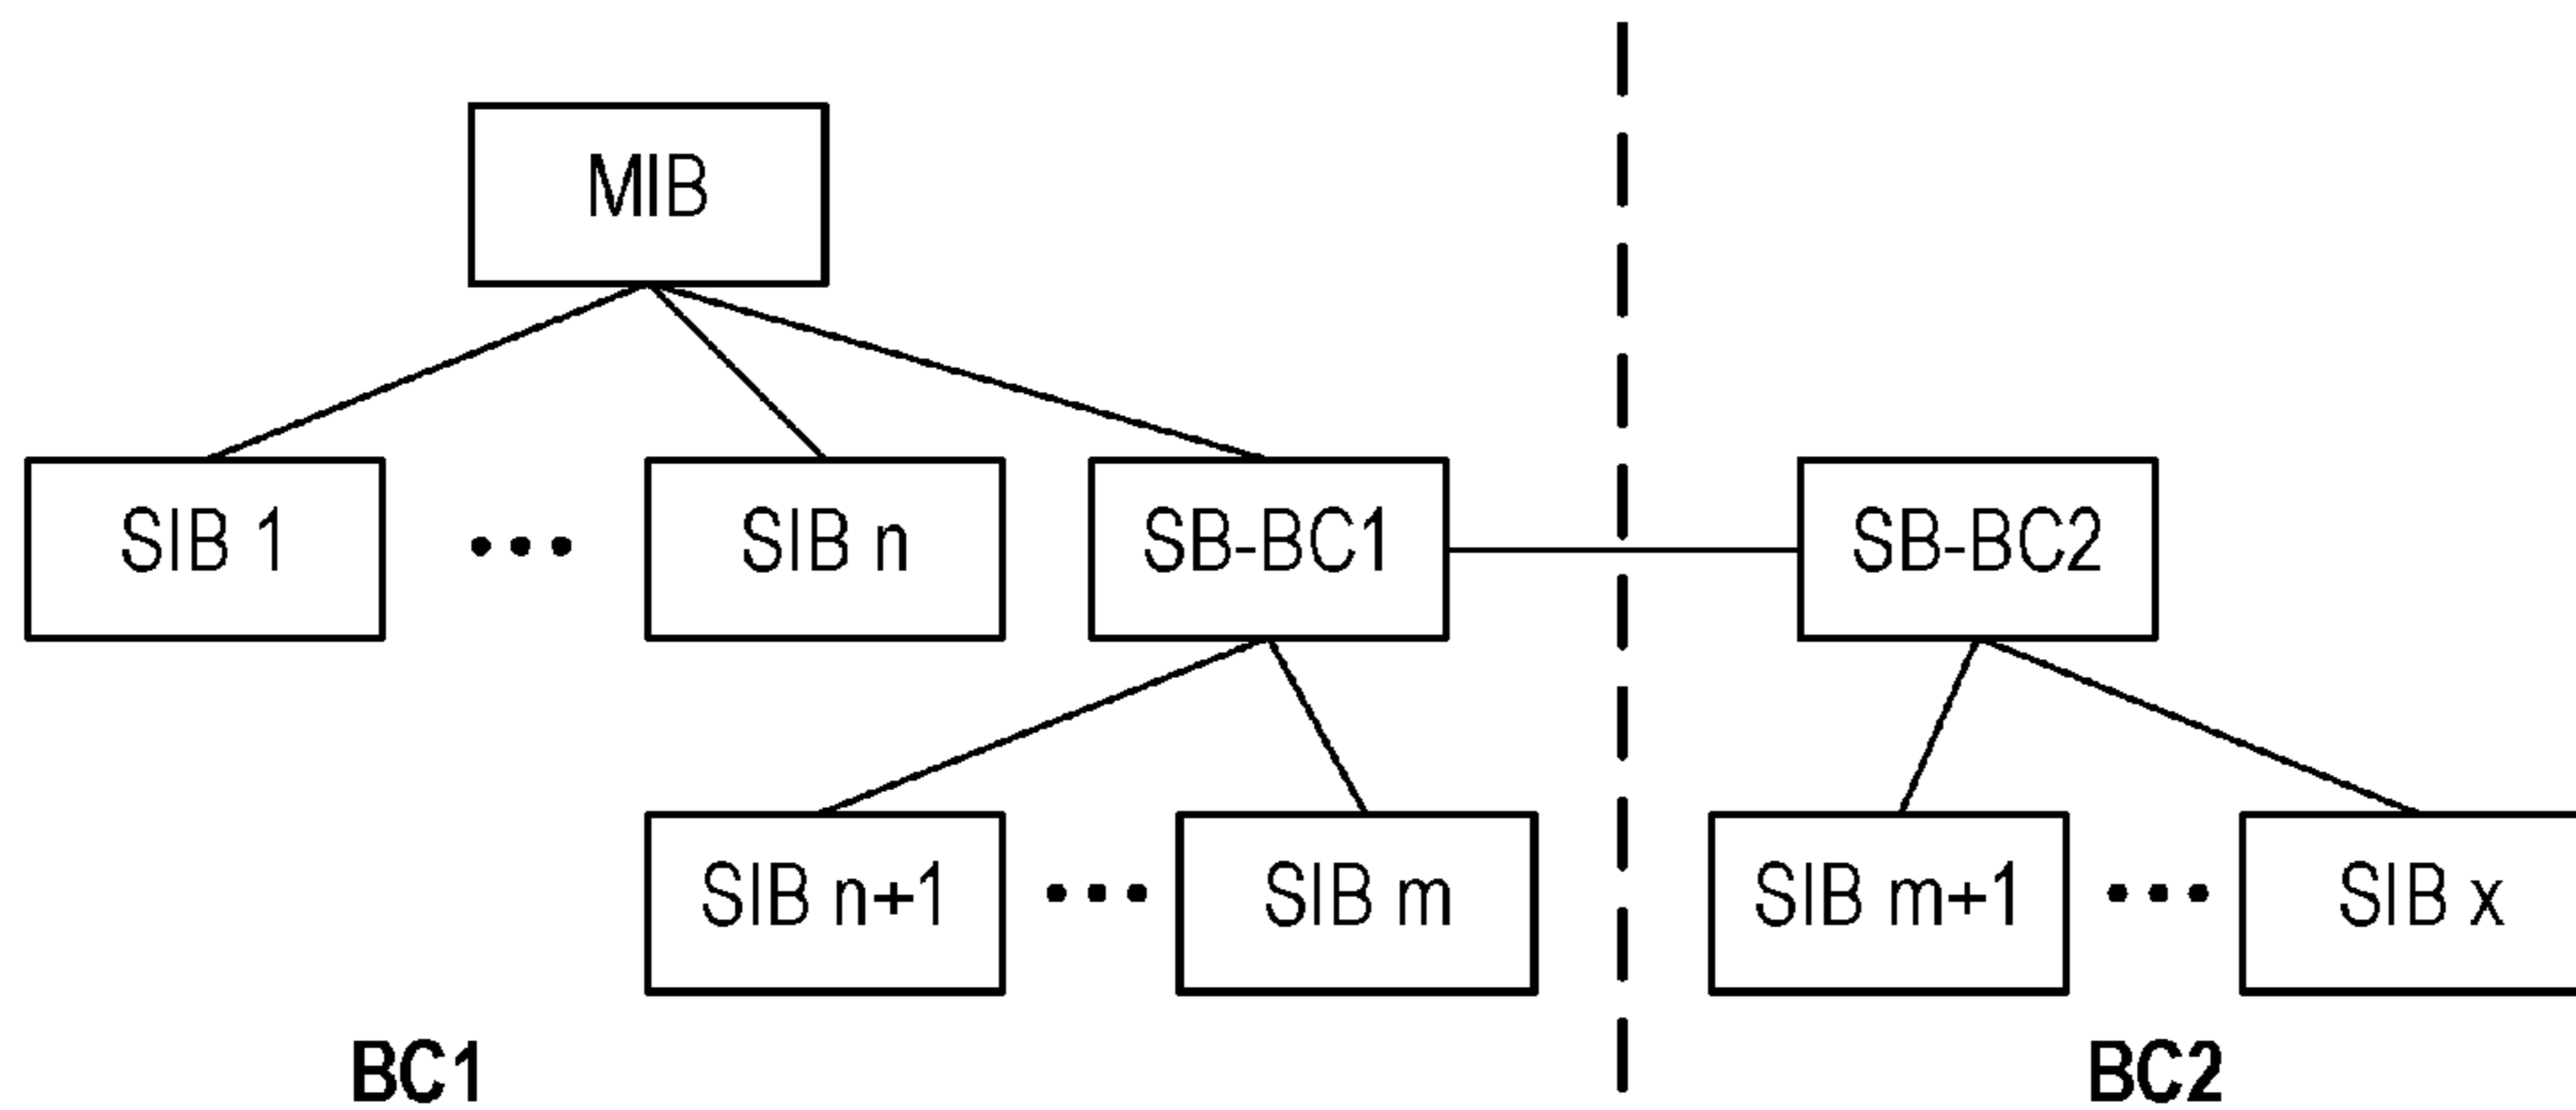 MIB
SIB 1
•••
SIB n
SB-BC1
SB-BC2
SIB n+1
•••
SIB m
SIB m+1
•••
SIB x
BC1
BC2